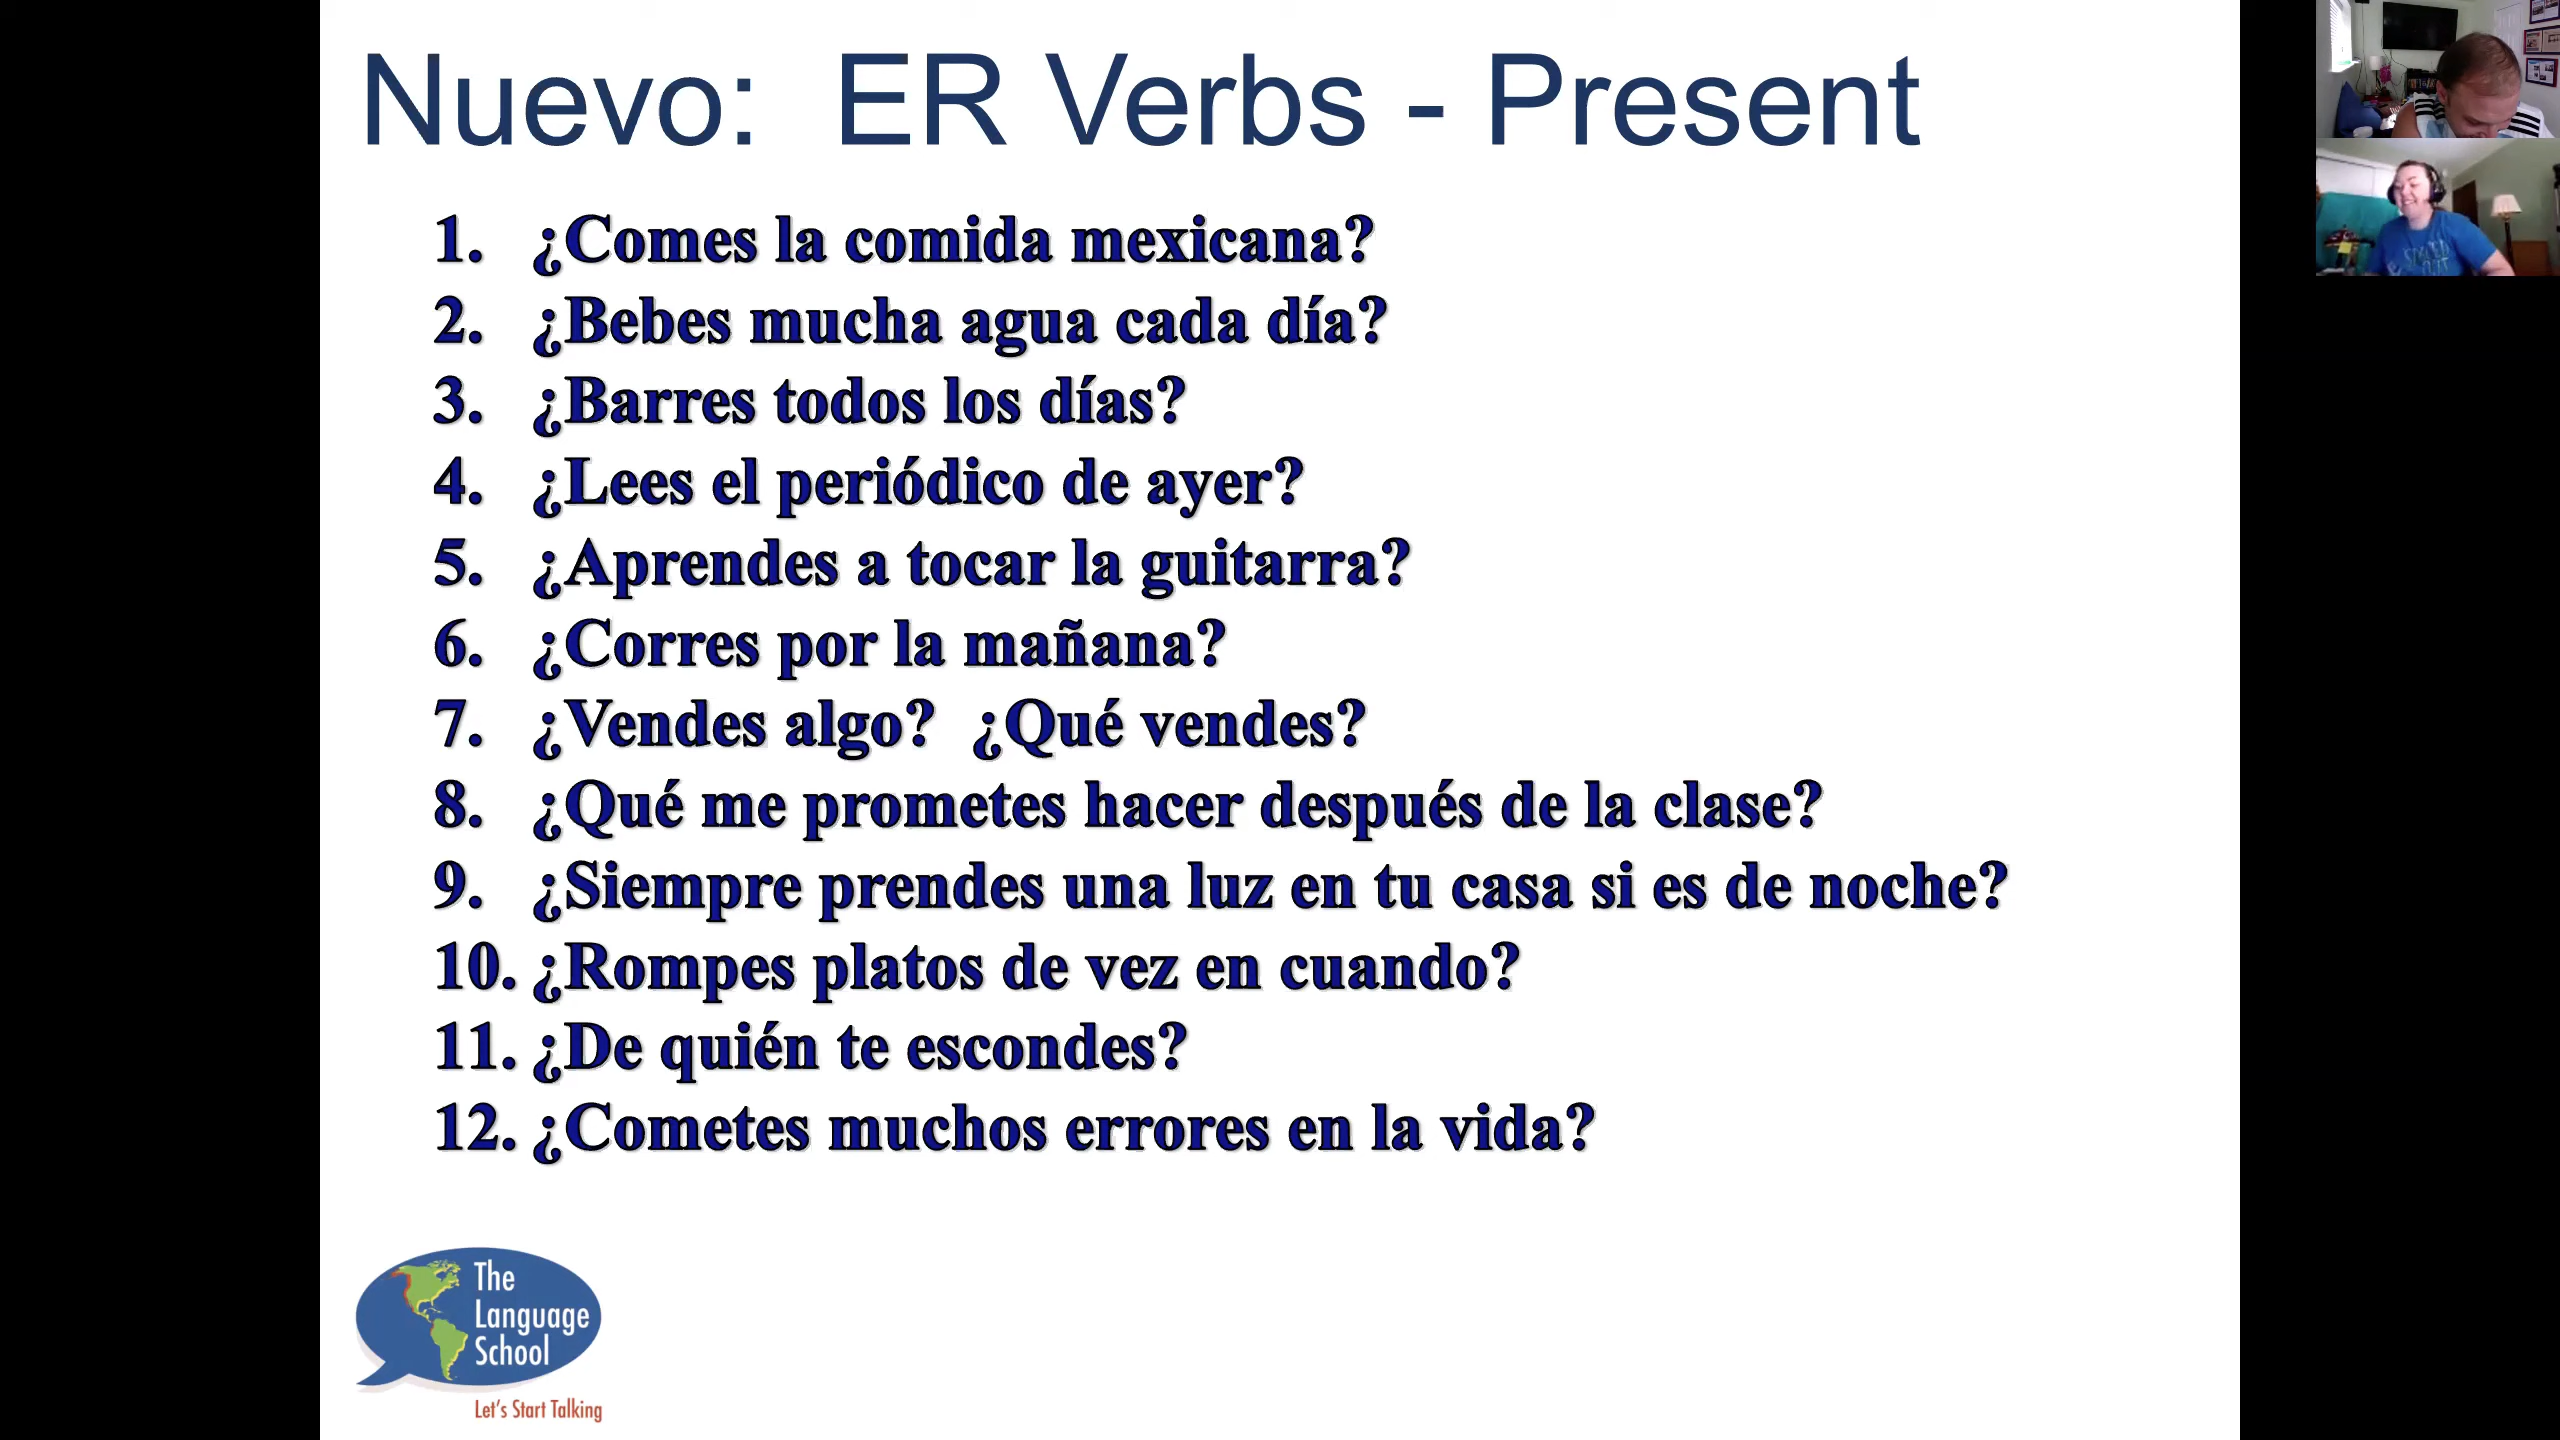 Nuevo: ER Verbs - Present
1. ¿Comes la comida mexicana?
2. ¿Bebes mucha agua cada día?
3. ¿Barres todos los días?
4. ¿Lees el periódico de ayer?
5. ¿Aprendes a tocar la guitarra?
6. ¿Corres por la mañana?
7. ¿Vendes algo? ¿Qué vendes?
8. ¿Qué me prometes hacer después de la clase?
9. ¿Siempre prendes una luz en tu casa si es de noche?
10. ¿Rompes platos de vez en cuando?
11. ¿De quién te escondes?
12. ¿Cometes muchos errores en la vida?
The
Language
School
Let's Start Talking